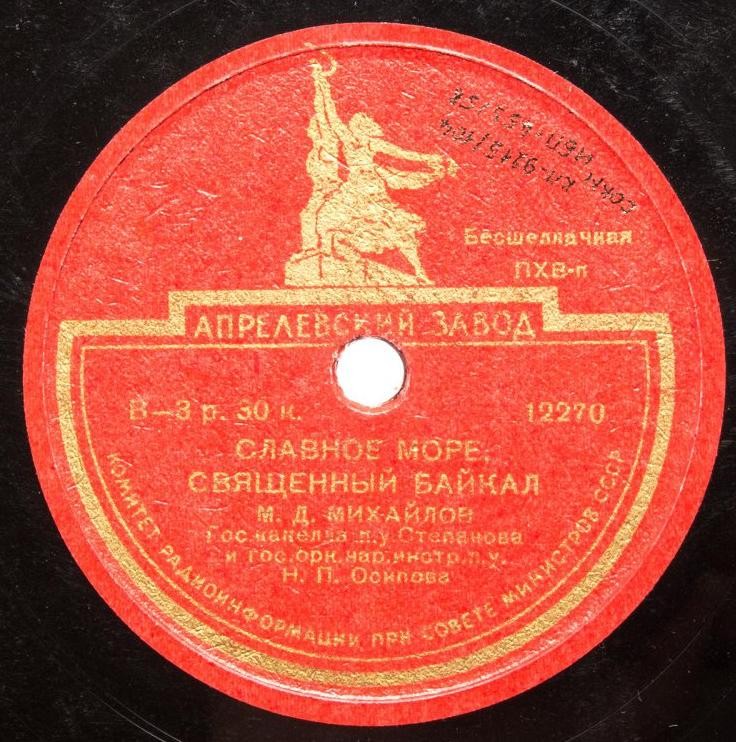 Бесшеллачная
ПХВ-п
АПРЕЛЕВСКИЙ ЗАВОД
В—3 р. 30 к.
12270
СЛАВНОЕ МОРЕ,
СВЯЩЕННЫЙ БАЙКАЛ
М. Д. МИХАЙЛОВ
Гос.капелла п.у Степанова
и гос.орк.нар.инстр.п.у.
Н. П. Осипова
КОМИТЕТ РАДИОИНФОРМАЦИИ ПРИ СОВЕТЕ МИНИСТРОВ СССР